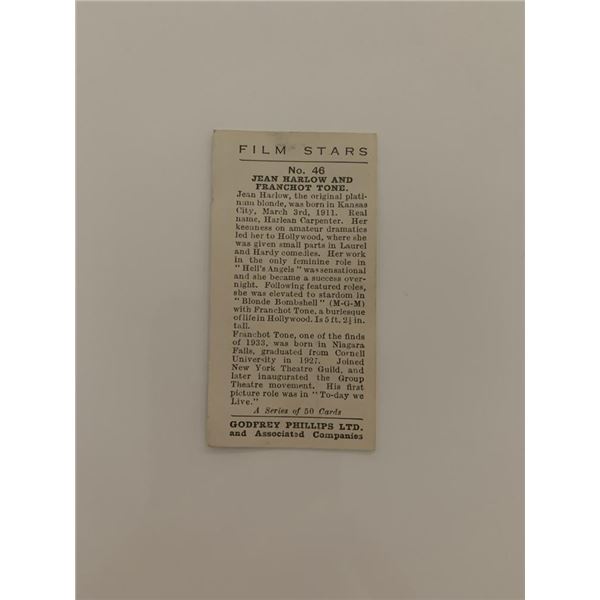 FILM STARS
No. 46
JEAN HARLOW AND
FRANCHOT TONE.
Jean Harlow, the original plati-
num blonde, was born in Kansas
City, March 3rd, 1911. Real
name, Harlean Carpenter. Her
keenness on amateur dramatics
led her to Hollywood, where she
was given small parts in Laurel
and Hardy comedies. Her work
in the only feminine role in
"Hell's Angels" was sensational
and she became a success over-
night. Following featured roles,
she was elevated to stardom in
"Blonde Bombshell" (M-G-M)
with Franchot Tone, a burlesque
of life in Hollywood. Is 5 ft. 2½ in.
tall.
Franchot Tone, one of the finds
of 1933, was born in Niagara
Falls, graduated from Cornell
University in 1927. Joined
New York Theatre Guild, and
later inaugurated the Group
Theatre movement. His first
picture role was in "To-day we
Live."
A Series of 50 Cards
GODFREY PHILLIPS LTD.
and Associated Companies